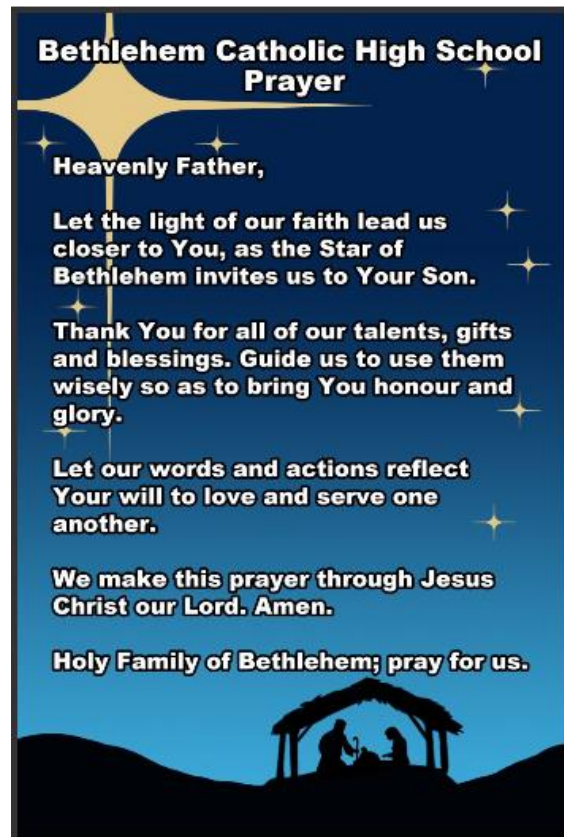 Bethlehem Catholic High School
Prayer
Heavenly Father,
Let the light of our faith lead us
closer to You, as the Star of
Bethlehem invites us to Your Son.
Thank You for all of our talents, gifts
and blessings. Guide us to use them
wisely so as to bring You honour and
glory.
Let our words and actions reflect
Your will to love and serve one
another.
We make this prayer through Jesus
Christ our Lord. Amen.
Holy Family of Bethlehem; pray for us.